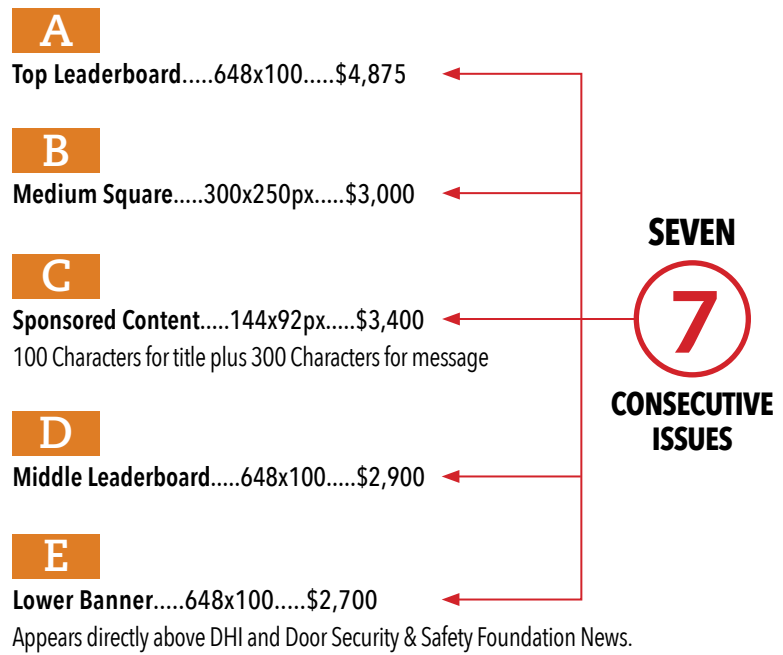 A
Top Leaderboard.....648x100.....$4,875
B
Medium Square.....300x250px.....$3,000
C
Sponsored Content.....144x92px.....$3,400
100 Characters for title plus 300 Characters for message
D
Middle Leaderboard.....648x100.....$2,900
E
Lower Banner.....648x100.....$2,700
Appears directly above DHI and Door Security & Safety Foundation News.
SEVEN
7
CONSECUTIVE
ISSUES